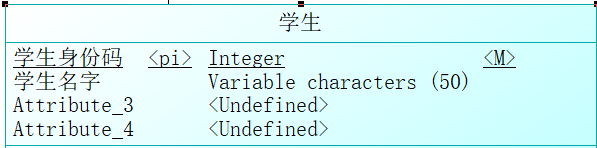 学生
学生身份码 <pi> Integer <M>
学生名字 Variable characters (50)
Attribute_3 <Undefined>
Attribute_4 <Undefined>